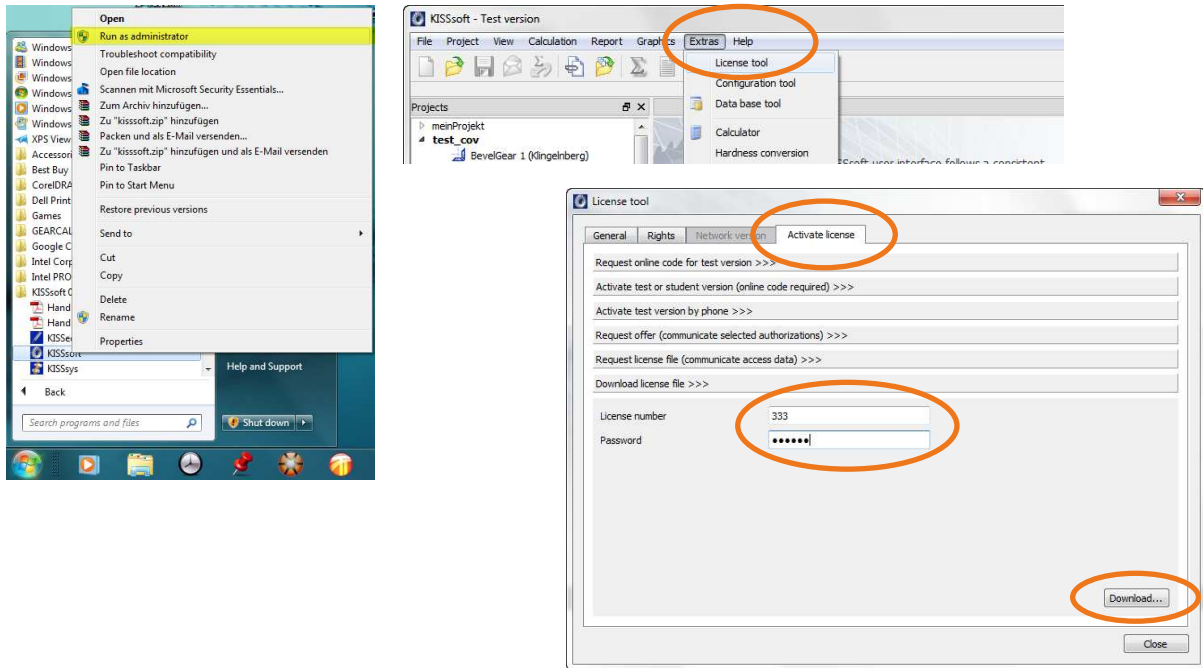 Open
Run as administrator
Troubleshoot compatibility
Open file location
Scannen mit Microsoft Security Essentials...
Zum Archiv hinzufügen...
Zu "kisssoft.zip" hinzufügen
Packen und als E-Mail versenden...
Zu "kisssoft.zip" hinzufügen und als E-Mail versenden
Pin to Taskbar
Pin to Start Menu
Restore previous versions
Send to
Cut
Copy
Delete
Rename
Properties
Windows
Windows
Windows
Windows
Windows
Windows
XPS View
Accessori
Best Buy
CorelDRA
Dell Print
Games
GEARCAL
Google C
Intel Corp
Intel PRO
KISSsoft 0
Hand
Hand
KISSe
KISSsoft
KISSsys
Back
Search programs and files
Help and Support
Shut down
KISSsoft - Test version
File Project View Calculation Report Graphics Extras Help
License tool
Configuration tool
Data base tool
Calculator
Hardness conversion
Projects
meinProjekt
test_cov
BevelGear 1 (Klingelnberg)
SSsoft user interface follows a consistent
License tool
General Rights Network version Activate license
Request online code for test version >>>
Activate test or student version (online code required) >>>
Activate test version by phone >>>
Request offer (communicate selected authorizations) >>>
Request license file (communicate access data) >>>
Download license file >>>
License number 333
Password ●●●●●●
Download...
Close